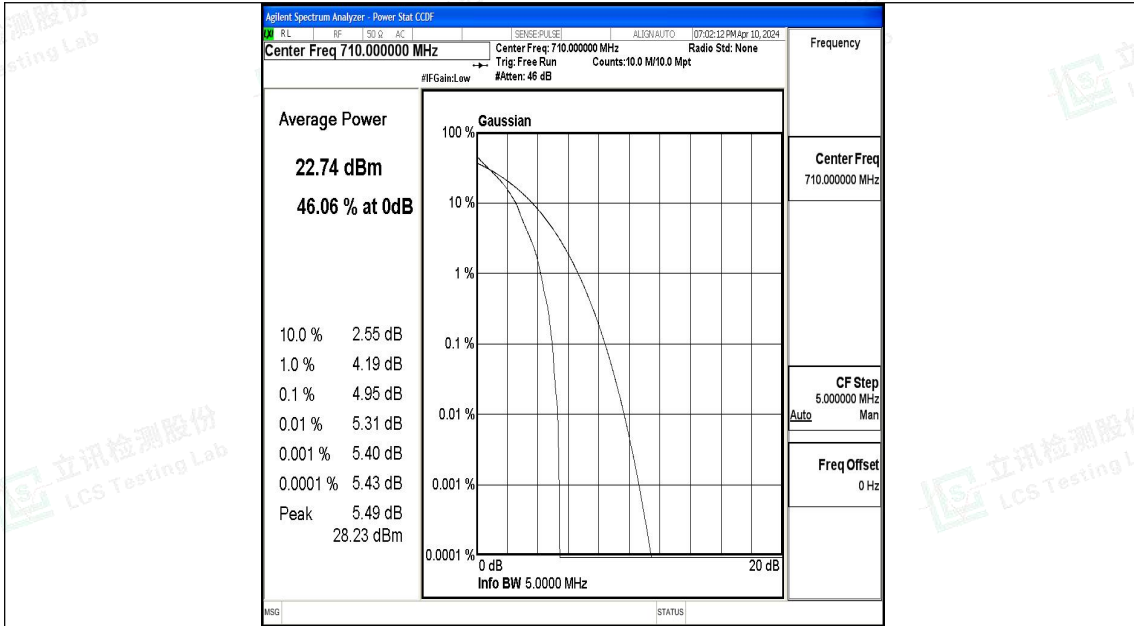 Agilent Spectrum Analyzer - Power Stat CCDF
RL RF 50 Ω AC SENSE:PULSE ALIGN AUTO 07:02:12 PM Apr 10, 2024
Center Freq 710.000000 MHz
Center Freq: 710.000000 MHz Radio Std: None
Trig: Free Run Counts:10.0 M/10.0 Mpt
#IFGain:Low #Atten: 46 dB
Frequency
Average Power
22.74 dBm
46.06 % at 0dB
10.0 % 2.55 dB
1.0 % 4.19 dB
0.1 % 4.95 dB
0.01 % 5.31 dB
0.001 % 5.40 dB
0.0001 % 5.43 dB
Peak 5.49 dB
28.23 dBm
Gaussian
100 %
10 %
1 %
0.1 %
0.01 %
0.001 %
0.0001 %
0 dB 20 dB
Info BW 5.0000 MHz
Center Freq
710.000000 MHz
CF Step
5.000000 MHz
Auto Man
Freq Offset
0 Hz
MSG STATUS
立讯检测股份
LCS Testing Lab